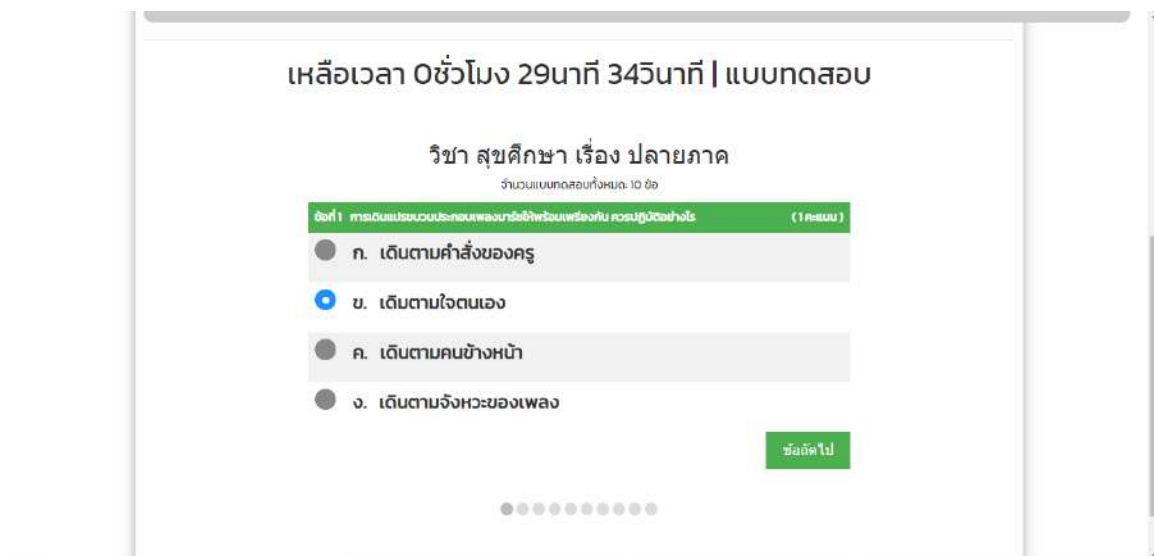 เหลือเวลา 0ชั่วโมง 29นาที 34วินาที | แบบทดสอบ
วิชา สุขศึกษา เรื่อง ปลายภาค
จำนวนแบบทดสอบทั้งหมด: 10 ข้อ
ข้อที่ 1 การเดินแปรขบวนประกอบเพลงมาร์ชให้พร้อมเพรียงกัน ควรปฏิบัติอย่างไร (1 คะแนน)
ก. เดินตามคำสั่งของครู
ข. เดิมตามใจตนเอง
ค. เดินตามคนข้างหน้า
ง. เดินตามจังหวะของเพลง
ข้อถัดไป